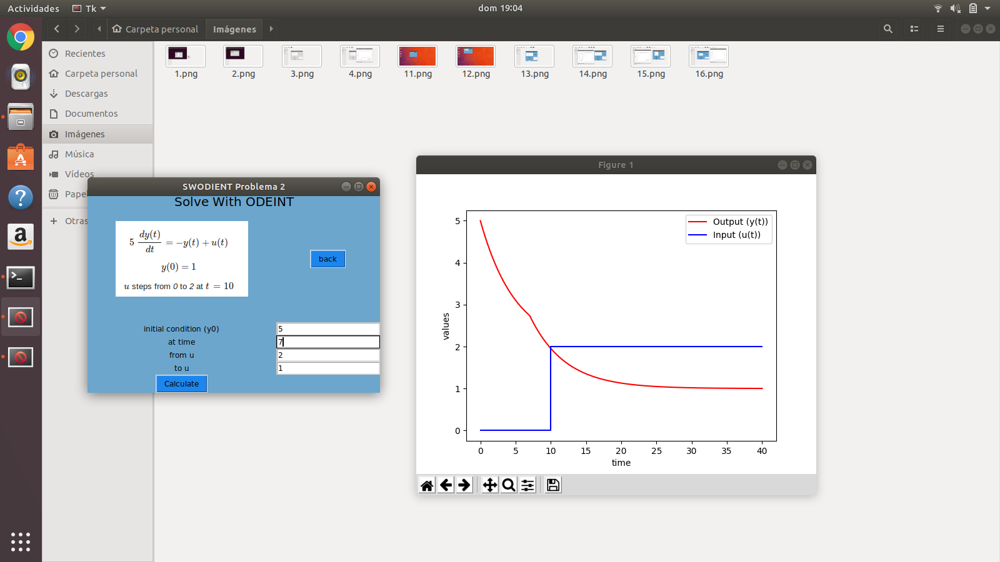 Actividades
Tk
dom 19:04
Carpeta personal
Imágenes
Recientes
Carpeta personal
Descargas
Documentos
Imágenes
Música
Vídeos
Otras
1.png
2.png
3.png
4.png
11.png
12.png
13.png
14.png
15.png
16.png
SWODIENT Problema 2
Solve With ODEINT
5 dy(t)/dt = −y(t) + u(t)
y(0) = 1
u steps from 0 to 2 at t = 10
back
initial condition (y0)
5
at time
7
from u
2
to u
1
Calculate
Figure 1
Output (y(t))
Input (u(t))
values
5
4
3
2
1
0
0 5 10 15 20 25 30 35 40
time